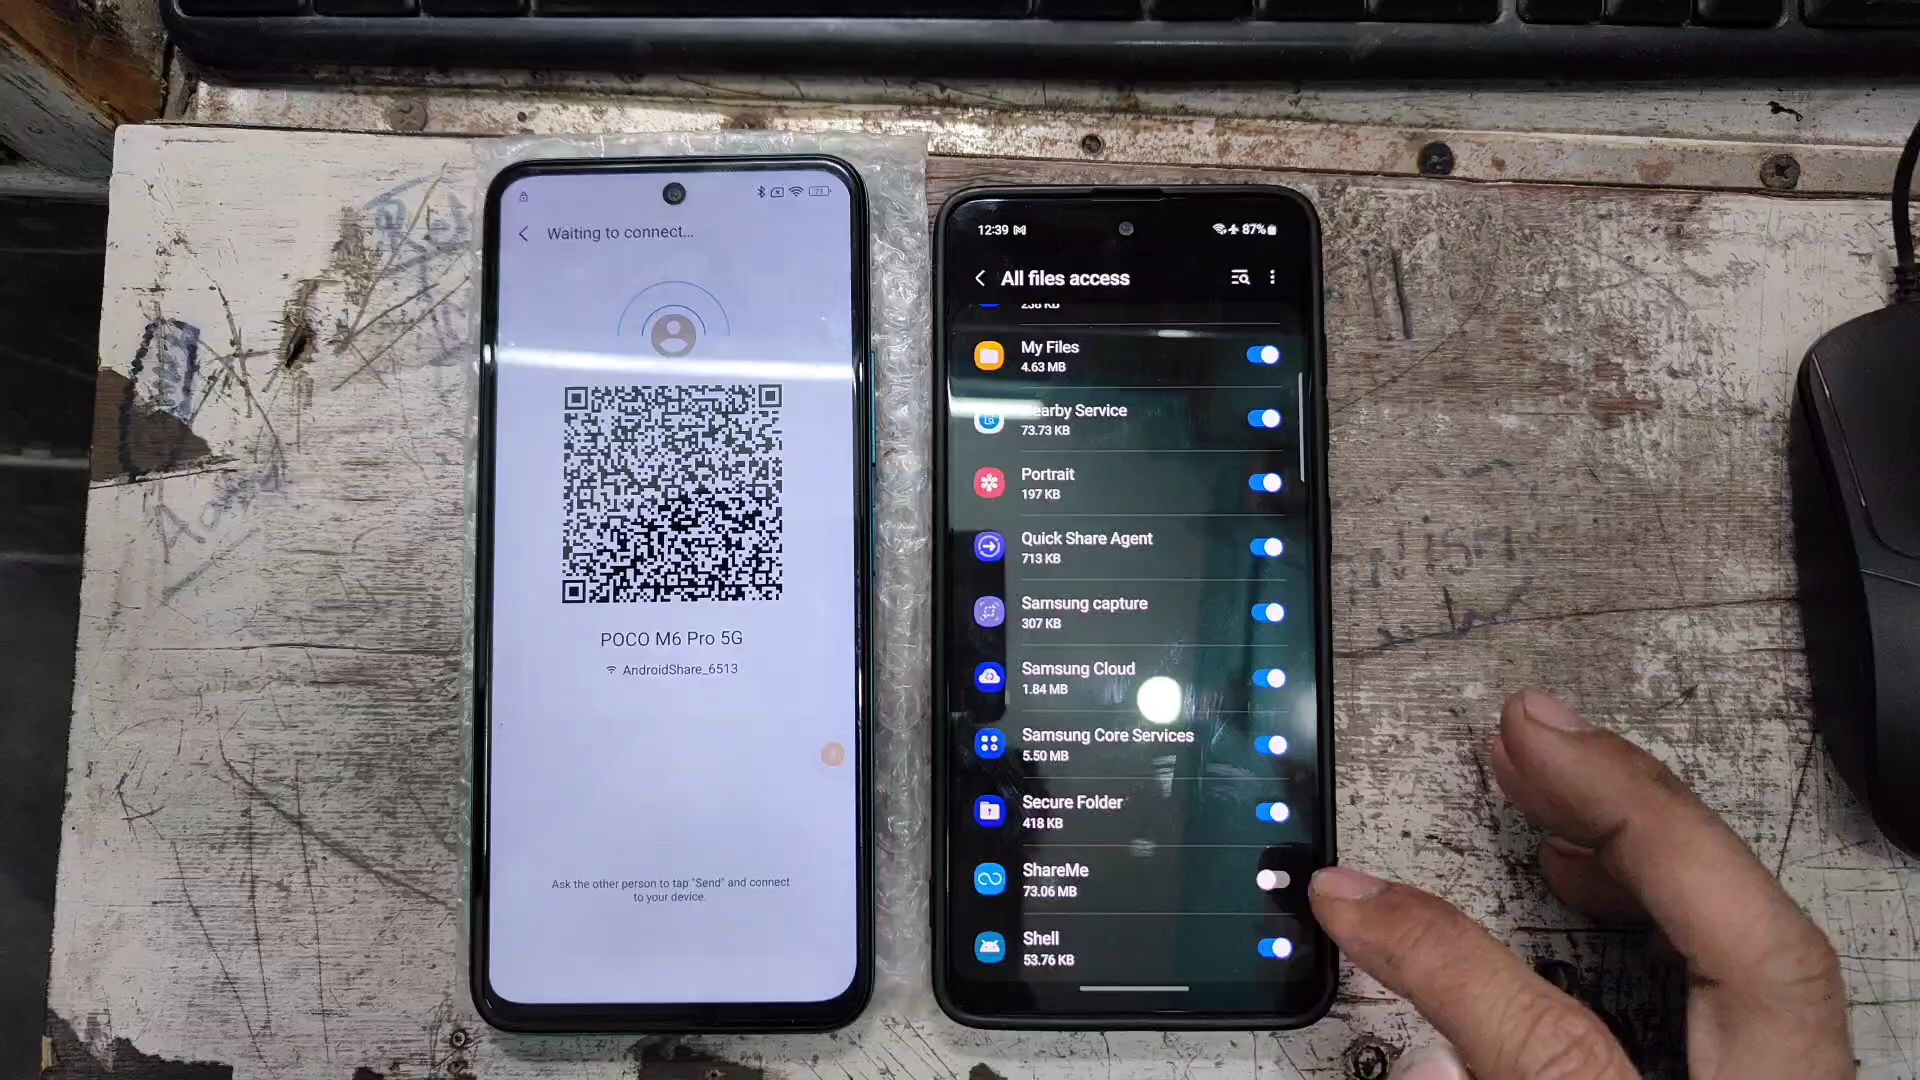 Waiting to connect...
POCO M6 Pro 5G
AndroidShare_6513
Ask the other person to tap "Send" and connect
to your device.
12:39
87%
All files access
238 KB
My Files
4.63 MB
earby Service
73.73 KB
Portrait
197 KB
Quick Share Agent
713 KB
Samsung capture
307 KB
Samsung Cloud
1.84 MB
Samsung Core Services
5.50 MB
Secure Folder
418 KB
ShareMe
73.06 MB
Shell
53.76 KB